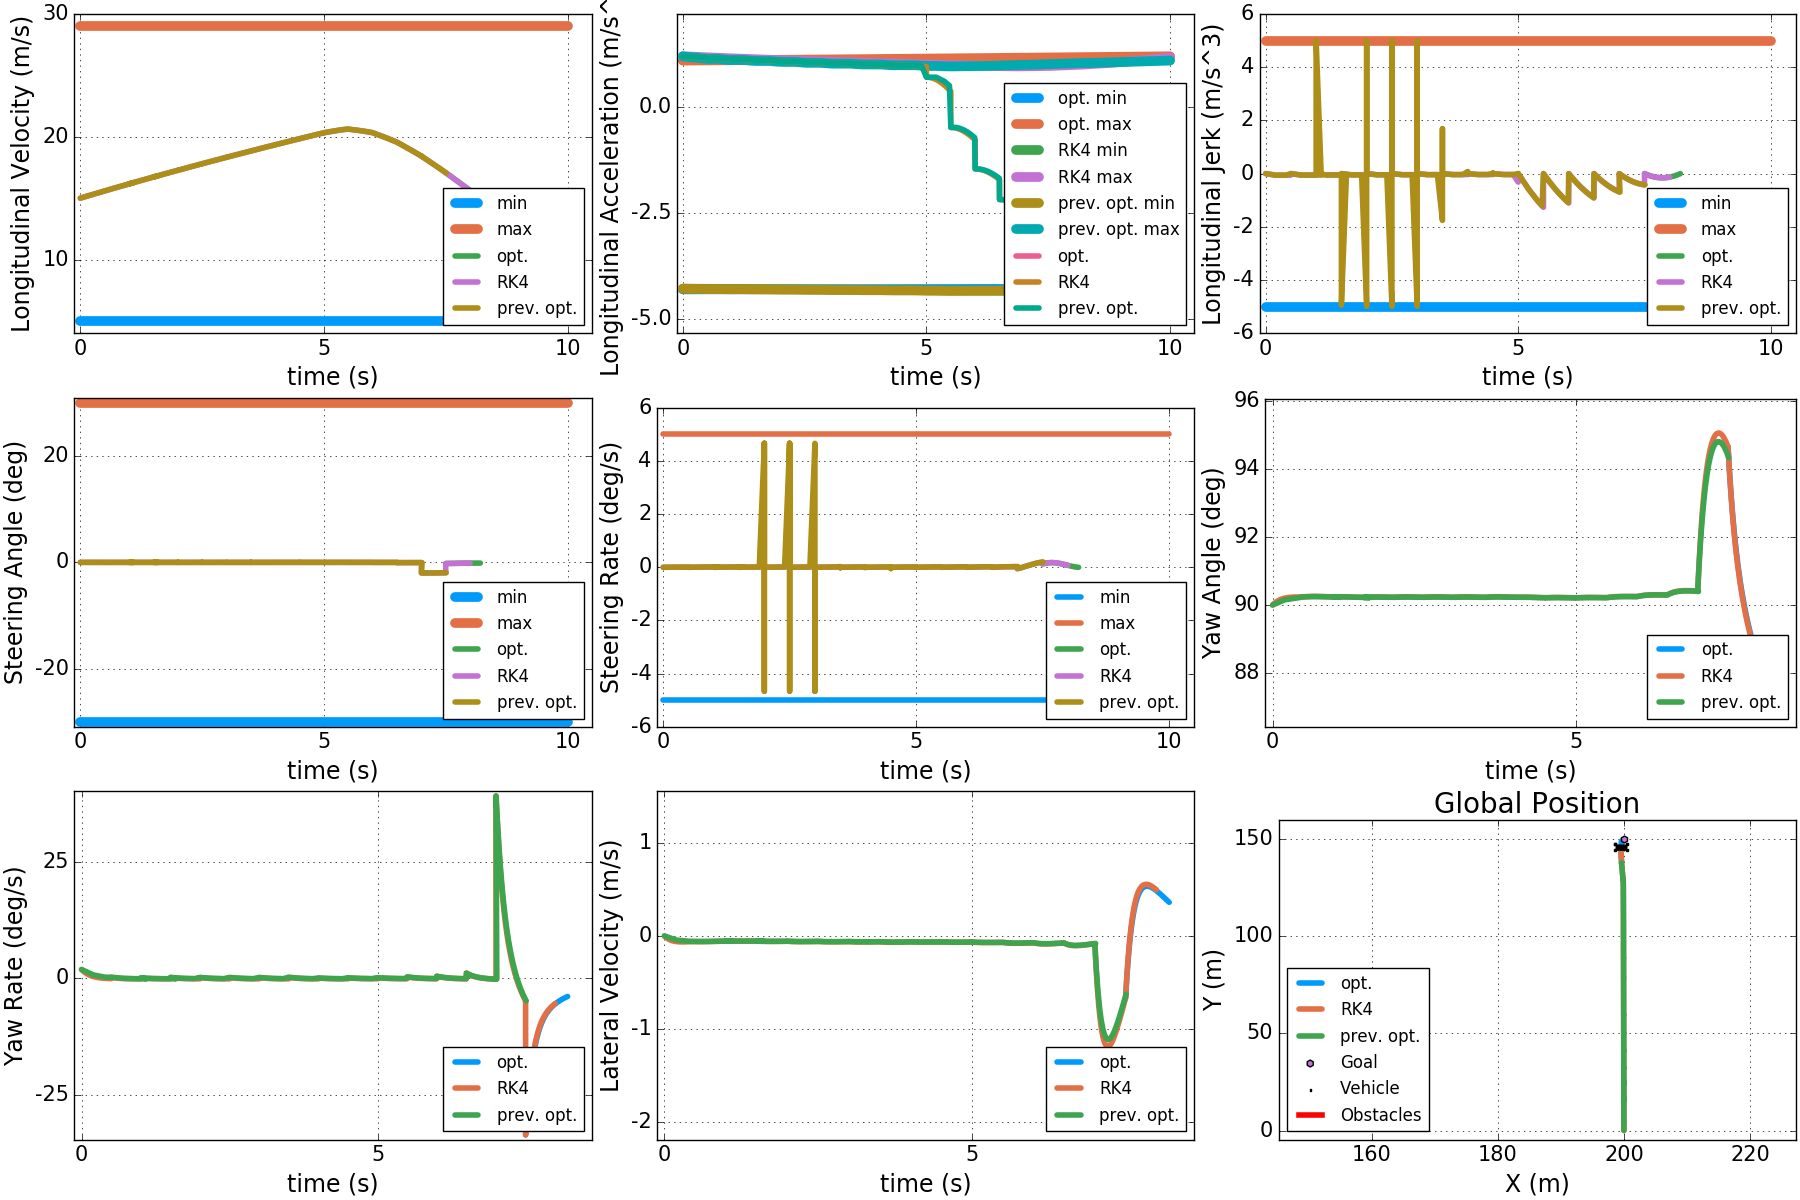 Longitudinal Velocity (m/s)
30
20
10
0
5
10
time (s)
min
max
opt.
RK4
prev. opt.
Longitudinal Acceleration (m/s^
0.0
-2.5
-5.0
0
5
10
time (s)
opt. min
opt. max
RK4 min
RK4 max
prev. opt. min
prev. opt. max
opt.
RK4
prev. opt.
Longitudinal Jerk (m/s^3)
6
4
2
0
-2
-4
-6
0
5
10
time (s)
min
max
opt.
RK4
prev. opt.
Steering Angle (deg)
20
0
-20
0
5
10
time (s)
min
max
opt.
RK4
prev. opt.
Steering Rate (deg/s)
6
4
2
0
-2
-4
-6
0
5
10
time (s)
min
max
opt.
RK4
prev. opt.
Yaw Angle (deg)
96
94
92
90
88
0
5
time (s)
opt.
RK4
prev. opt.
Yaw Rate (deg/s)
25
0
-25
0
5
time (s)
opt.
RK4
prev. opt.
Lateral Velocity (m/s)
1
0
-1
-2
0
5
time (s)
opt.
RK4
prev. opt.
Global Position
Y (m)
150
100
50
0
160
180
200
220
X (m)
opt.
RK4
prev. opt.
Goal
Vehicle
Obstacles